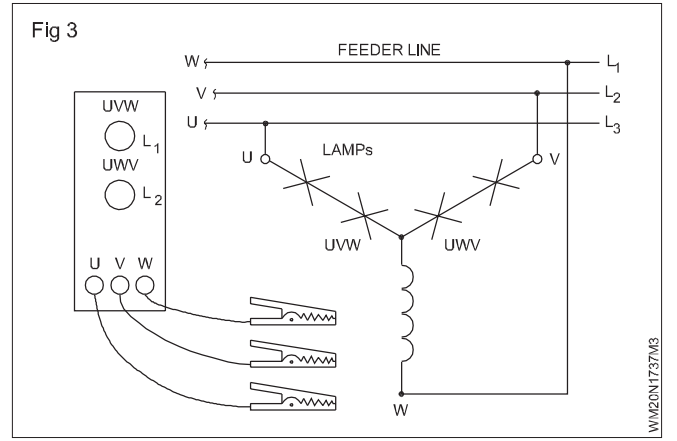 Fig 3
FEEDER LINE
W
L1
V
L2
U
L3
UVW
L1
UWV
L2
U V W
LAMPs
U
V
UVW
UWV
W
WM20N1737M3